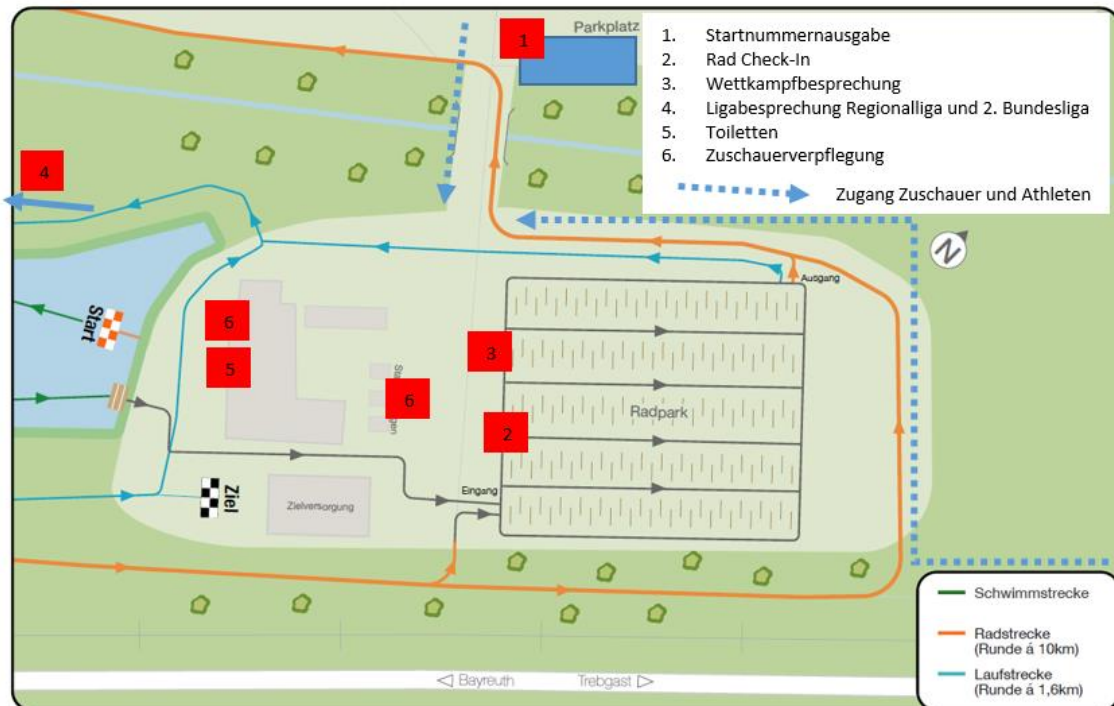 Parkplatz
1
1. Startnummernausgabe
2. Rad Check-In
3. Wettkampfbesprechung
4. Ligabesprechung Regionalliga und 2. Bundesliga
5. Toiletten
6. Zuschauerverpflegung
Zugang Zuschauer und Athleten
4
N
Ausgang
Start
6
3
5
6
Radpark
2
Eingang
Ziel
Zielversorgung
Schwimmstrecke
Radstrecke
(Runde á 10km)
Laufstrecke
(Runde á 1,6km)
Bayreuth
Trebgast